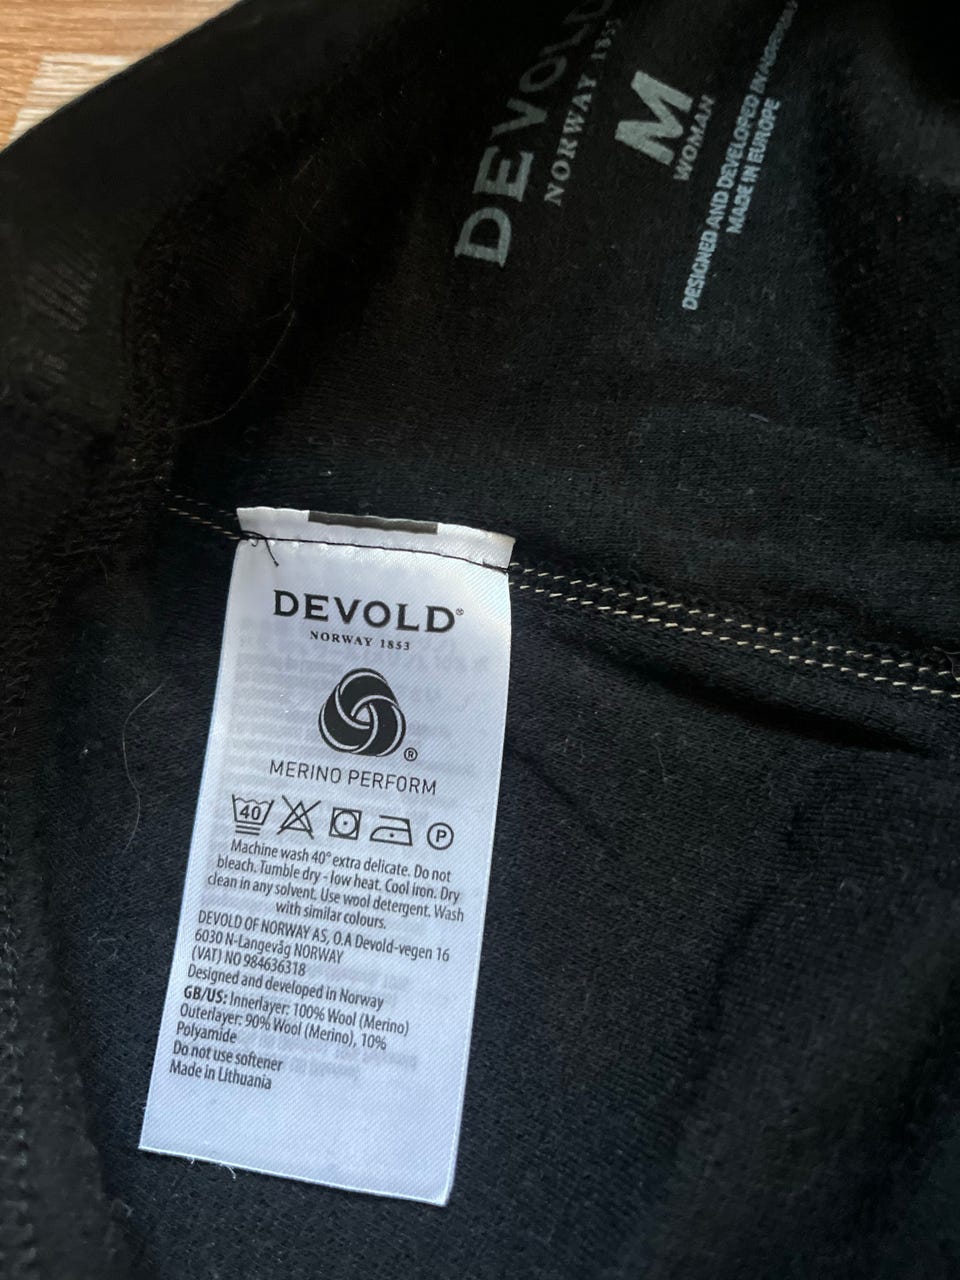 DEVOLD
NORWAY 1853
M
WOMAN
DESIGNED AND DEVELOPED IN NORWAY
MADE IN EUROPE
DEVOLD®
NORWAY 1853
®
MERINO PERFORM
40
P
Machine wash 40° extra delicate. Do not
bleach. Tumble dry - low heat. Cool iron. Dry
clean in any solvent. Use wool detergent. Wash
with similar colours.
DEVOLD OF NORWAY AS, O.A Devold-vegen 16
6030 N-Langevåg NORWAY
(VAT) NO 984636318
Designed and developed in Norway
GB/US: Innerlayer: 100% Wool (Merino)
Outerlayer: 90% Wool (Merino), 10%
Polyamide
Do not use softener
Made in Lithuania